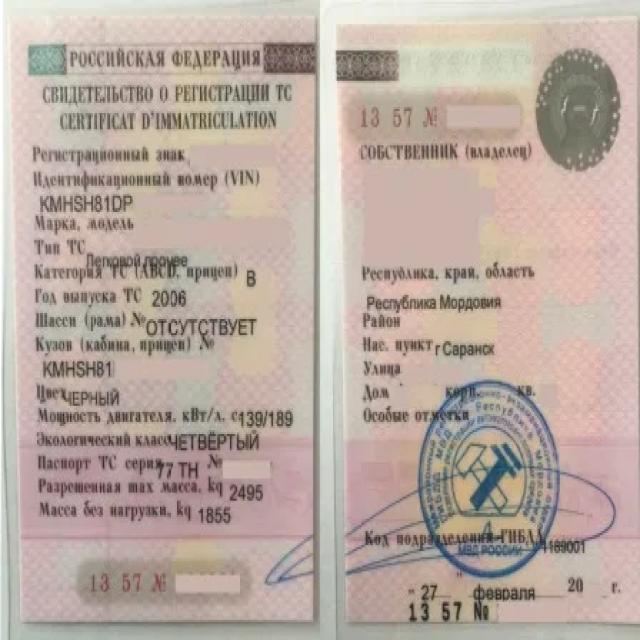 РОССИЙСКАЯ ФЕДЕРАЦИЯ
СВИДЕТЕЛЬСТВО О РЕГИСТРАЦИИ ТС
CERTIFICAT D'IMMATRICULATION
Регистрационный знак
Идентификационный номер (VIN)
KMHSH81DP
Марка, модель
Тип ТС
Легковой прочее
Категория ТС (ABCD, прицеп) B
Год выпуска ТС 2006
Шасси (рама) № ОТСУТСТВУЕТ
Кузов (кабина, прицеп) №
KMHSH81
Цвет ЧЕРНЫЙ
Мощность двигателя, кВт/л. с 139/189
Экологический класс ЧЕТВЁРТЫЙ
Паспорт ТС серия 77 ТН №
Разрешенная max масса, kg 2495
Масса без нагрузки, kg 1855
13 57 №
13 57 №
СОБСТВЕННИК (владелец)
Республика, край, область
Республика Мордовия
Район
Нас. пункт г Саранск
Улица
Дом корп. кв.
Особые отметки
МВД РОССИИ
Код подразделения ГИБДД 1189001
" 27 " февраля 20 г.
13 57 №